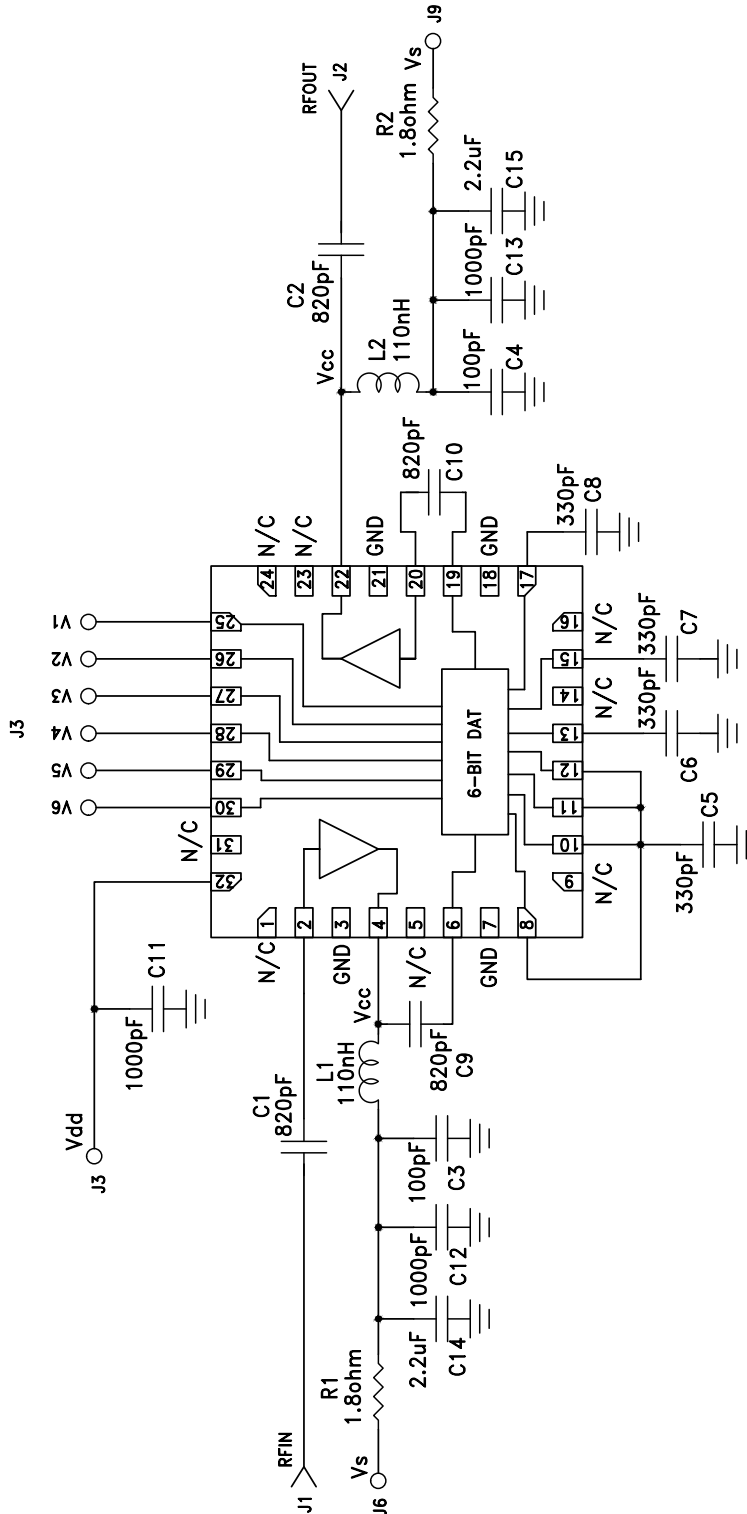 J3
V6
V5
V4
V3
V2
V1
Vdd
J3
1000pF
C11
N/C
32
31
30
29
28
27
26
25
N/C
1
2
GND
3
4
N/C
5
6
GND
7
8
N/C
24
N/C
23
22
GND
21
20
19
GND
18
17
6-BIT DAT
9
N/C
10
11
12
13
14
N/C
15
16
N/C
RFIN
J1
C1
820pF
Vs
J6
R1
1.8ohm
2.2uF
C14
1000pF
C12
100pF
C3
L1
110nH
Vcc
820pF
C9
330pF
C5
330pF
C6
330pF
C7
330pF
C8
820pF
C10
Vcc
L2
110nH
C2
820pF
RFOUT
J2
100pF
C4
1000pF
C13
2.2uF
C15
R2
1.8ohm
Vs
J9